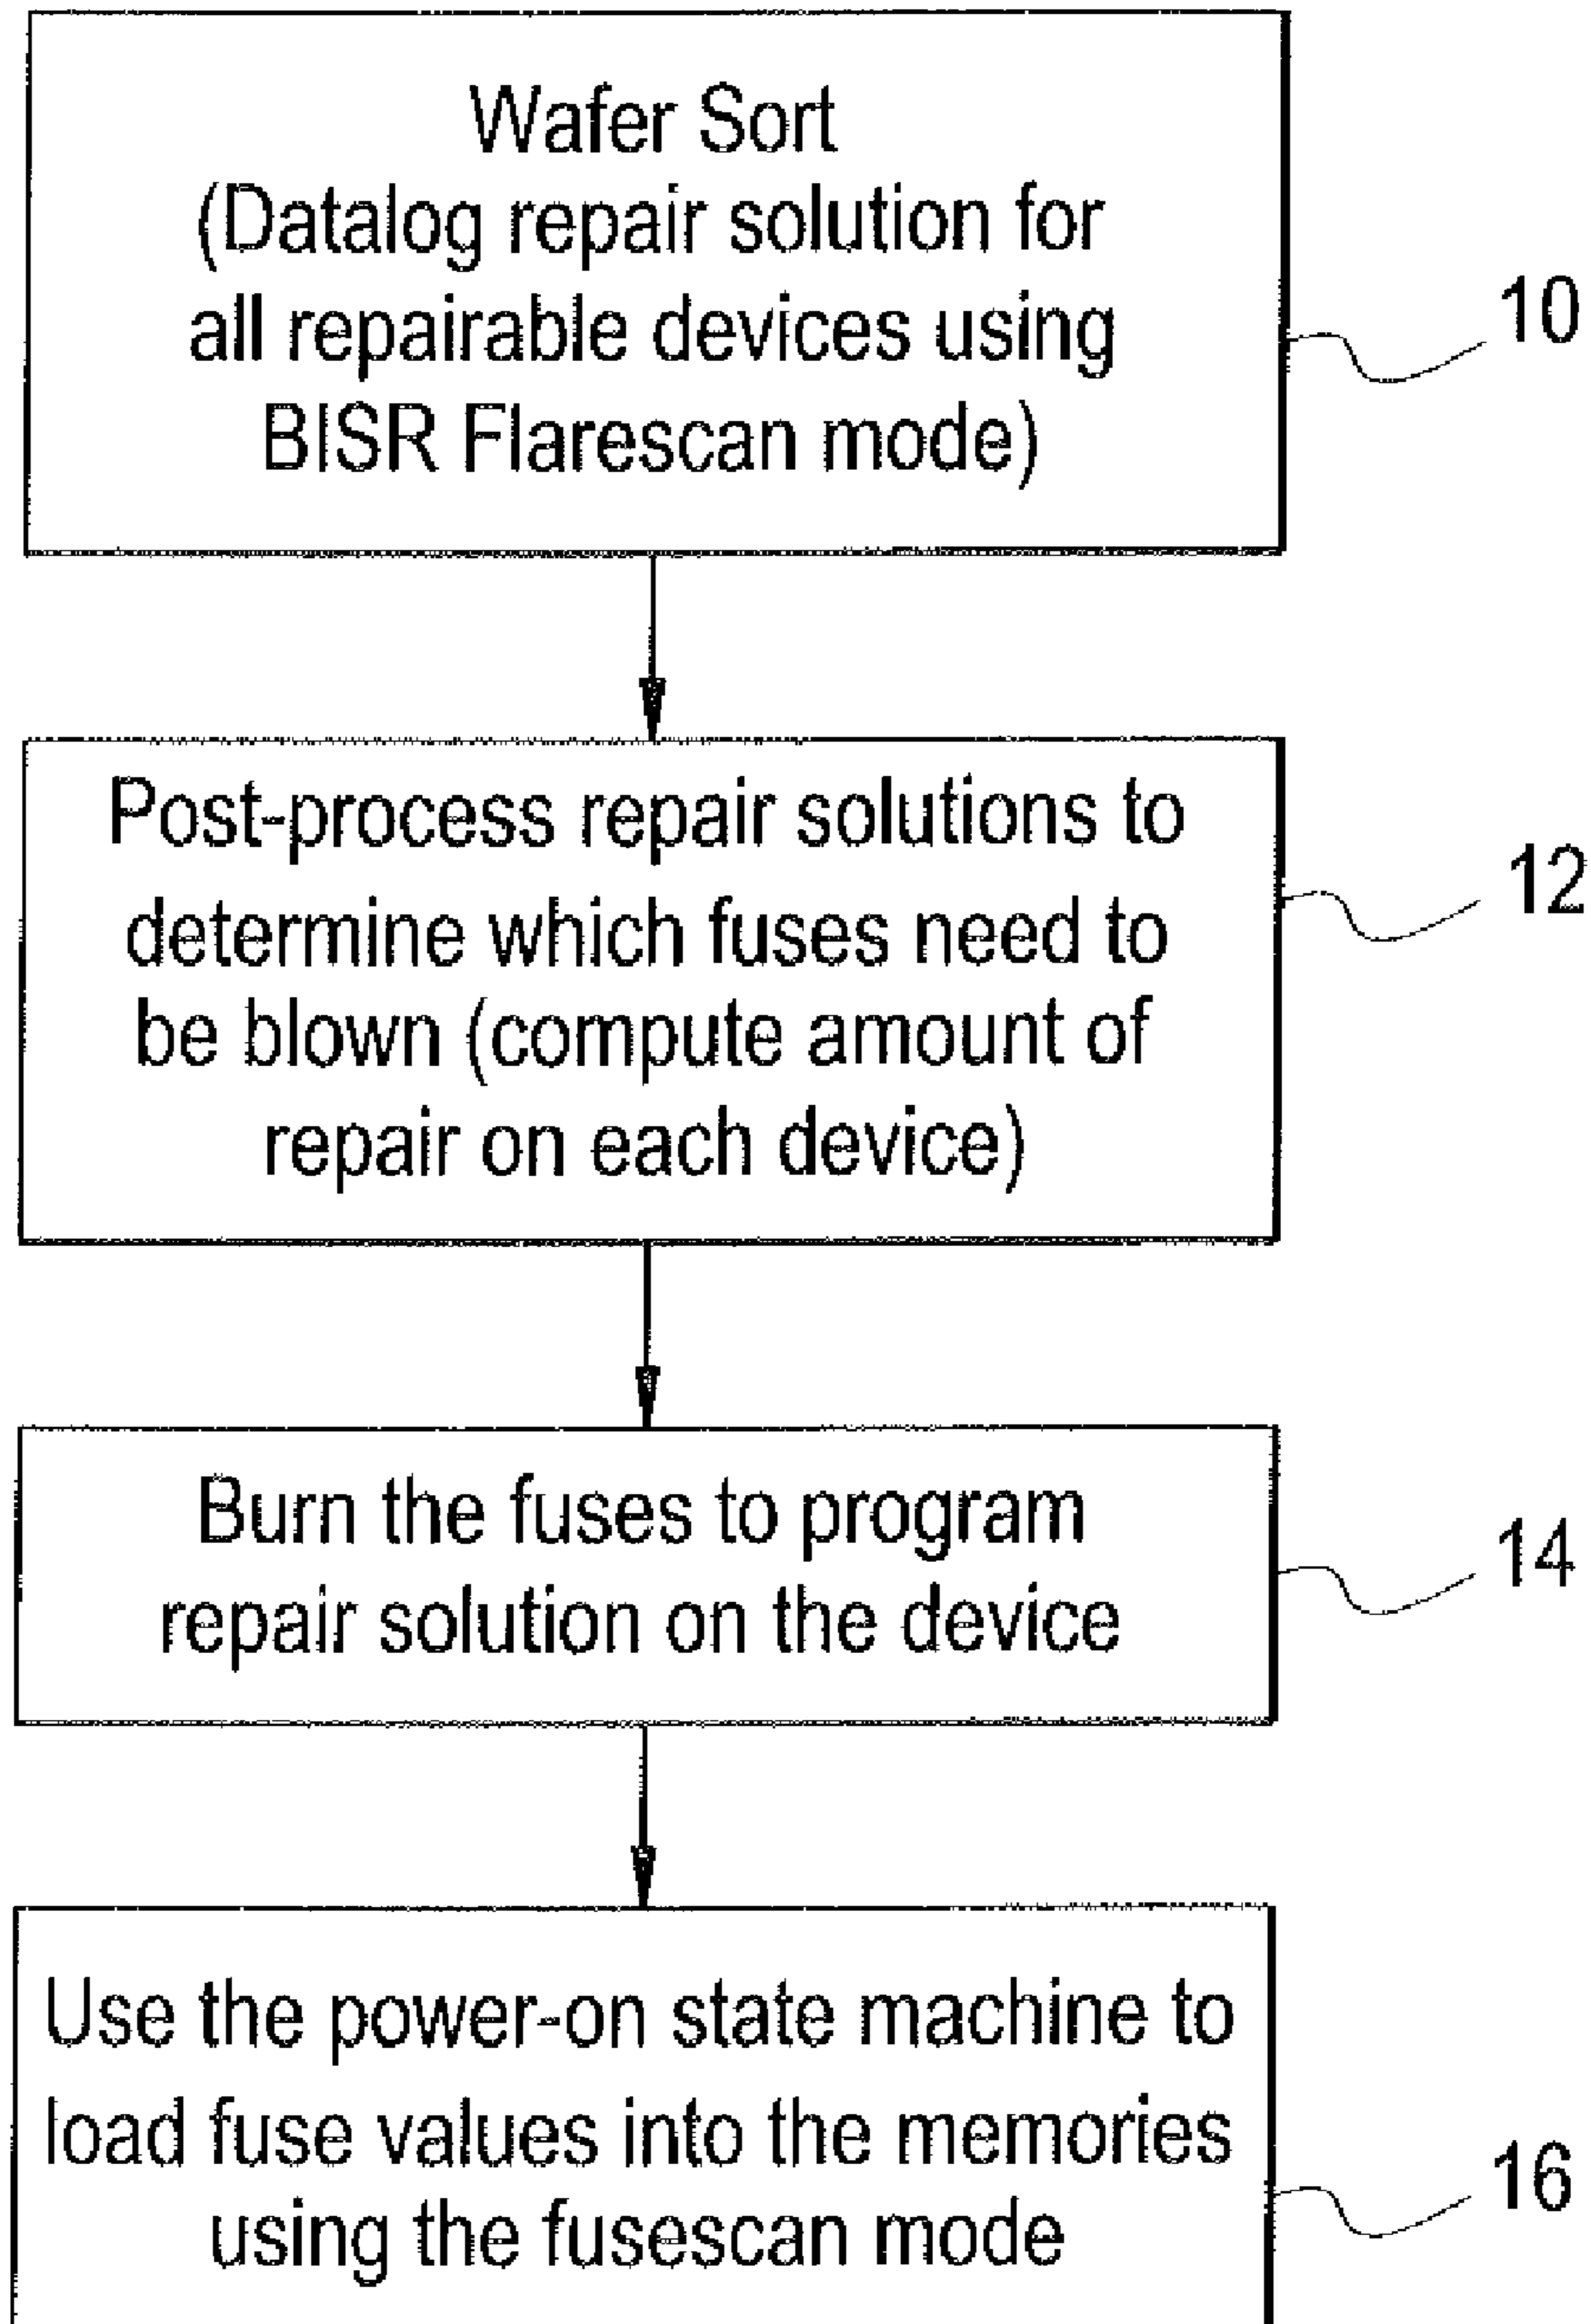 Wafer Sort
(Datalog repair solution for
all repairable devices using
BISR Flarescan mode)
10
Post-process repair solutions to
determine which fuses need to
be blown (compute amount of
repair on each device)
12
Burn the fuses to program
repair solution on the device
14
Use the power-on state machine to
load fuse values into the memories
using the fusescan mode
16